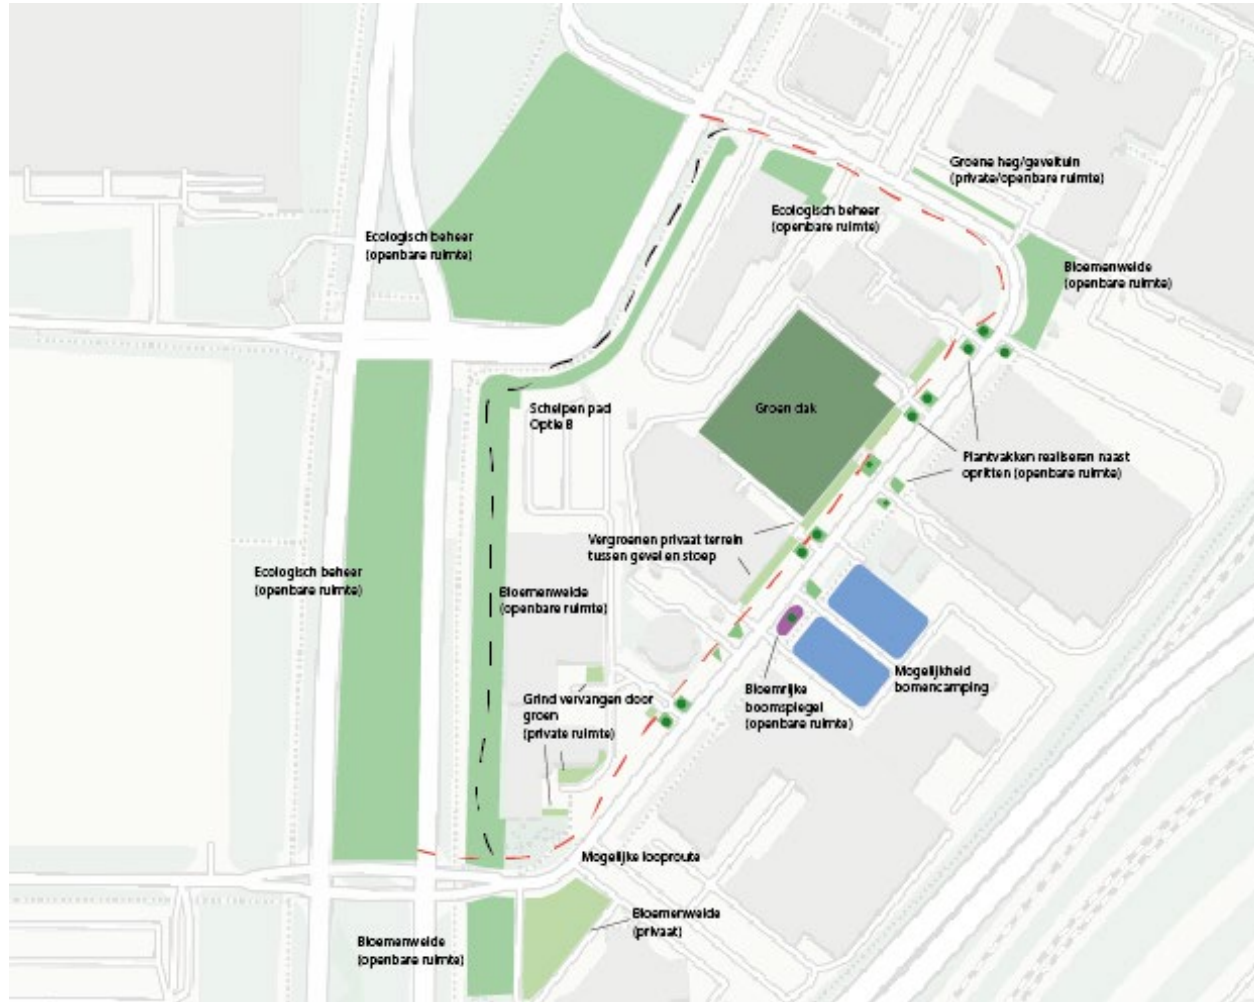 Groene heg/geveltuin
(private/openbare ruimte)
Ecologisch beheer
(openbare ruimte)
Ecologisch beheer
(openbare ruimte)
Bloemenweide
(openbare ruimte)
Schelpen pad
Optie B
Groen dak
Plantvakken realiseren naast
opritten (openbare ruimte)
Vergroenen privaat terrein
tussen gevel en stoep
Ecologisch beheer
(openbare ruimte)
Bloemenweide
(openbare ruimte)
Mogelijkheid
bomencamping
Bloemrijke
boomspiegel
(openbare ruimte)
Grind vervangen door
groen
(private ruimte)
Mogelijke looproute
Bloemenweide
(privaat)
Bloemenweide
(openbare ruimte)